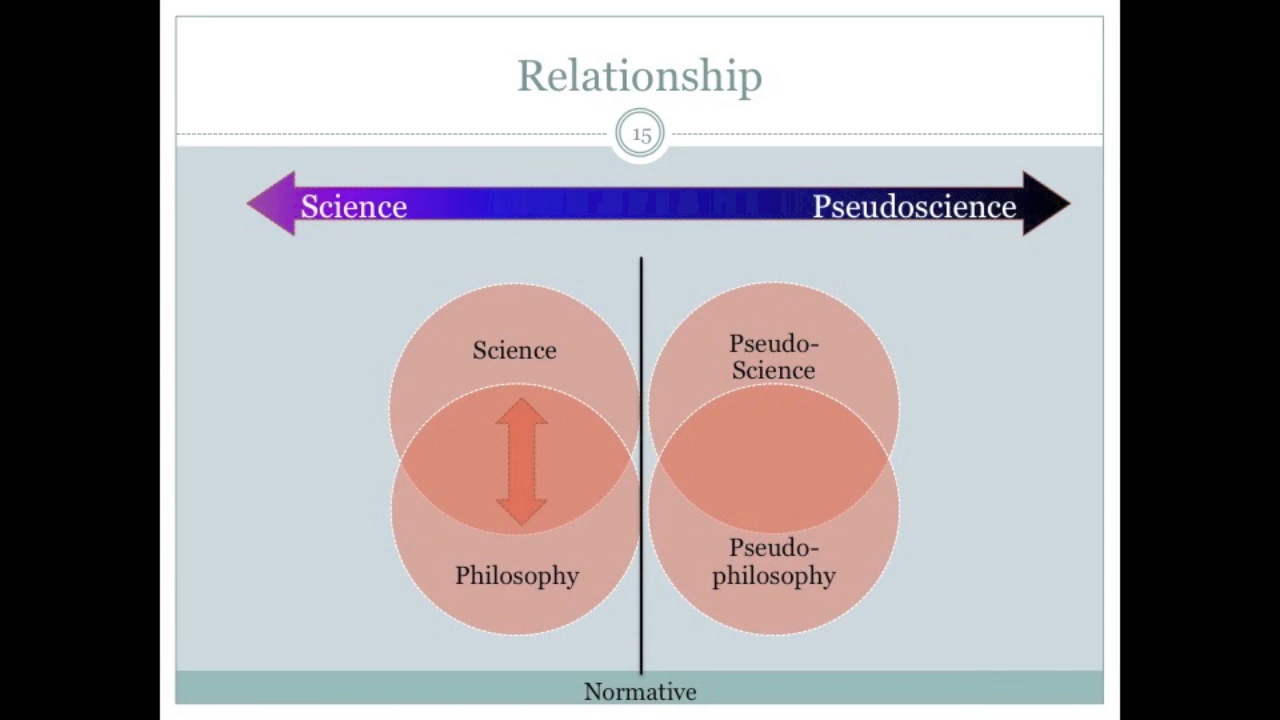 Relationship
15
Science
Pseudoscience
Science
Philosophy
Pseudo-
Science
Pseudo-
philosophy
Normative